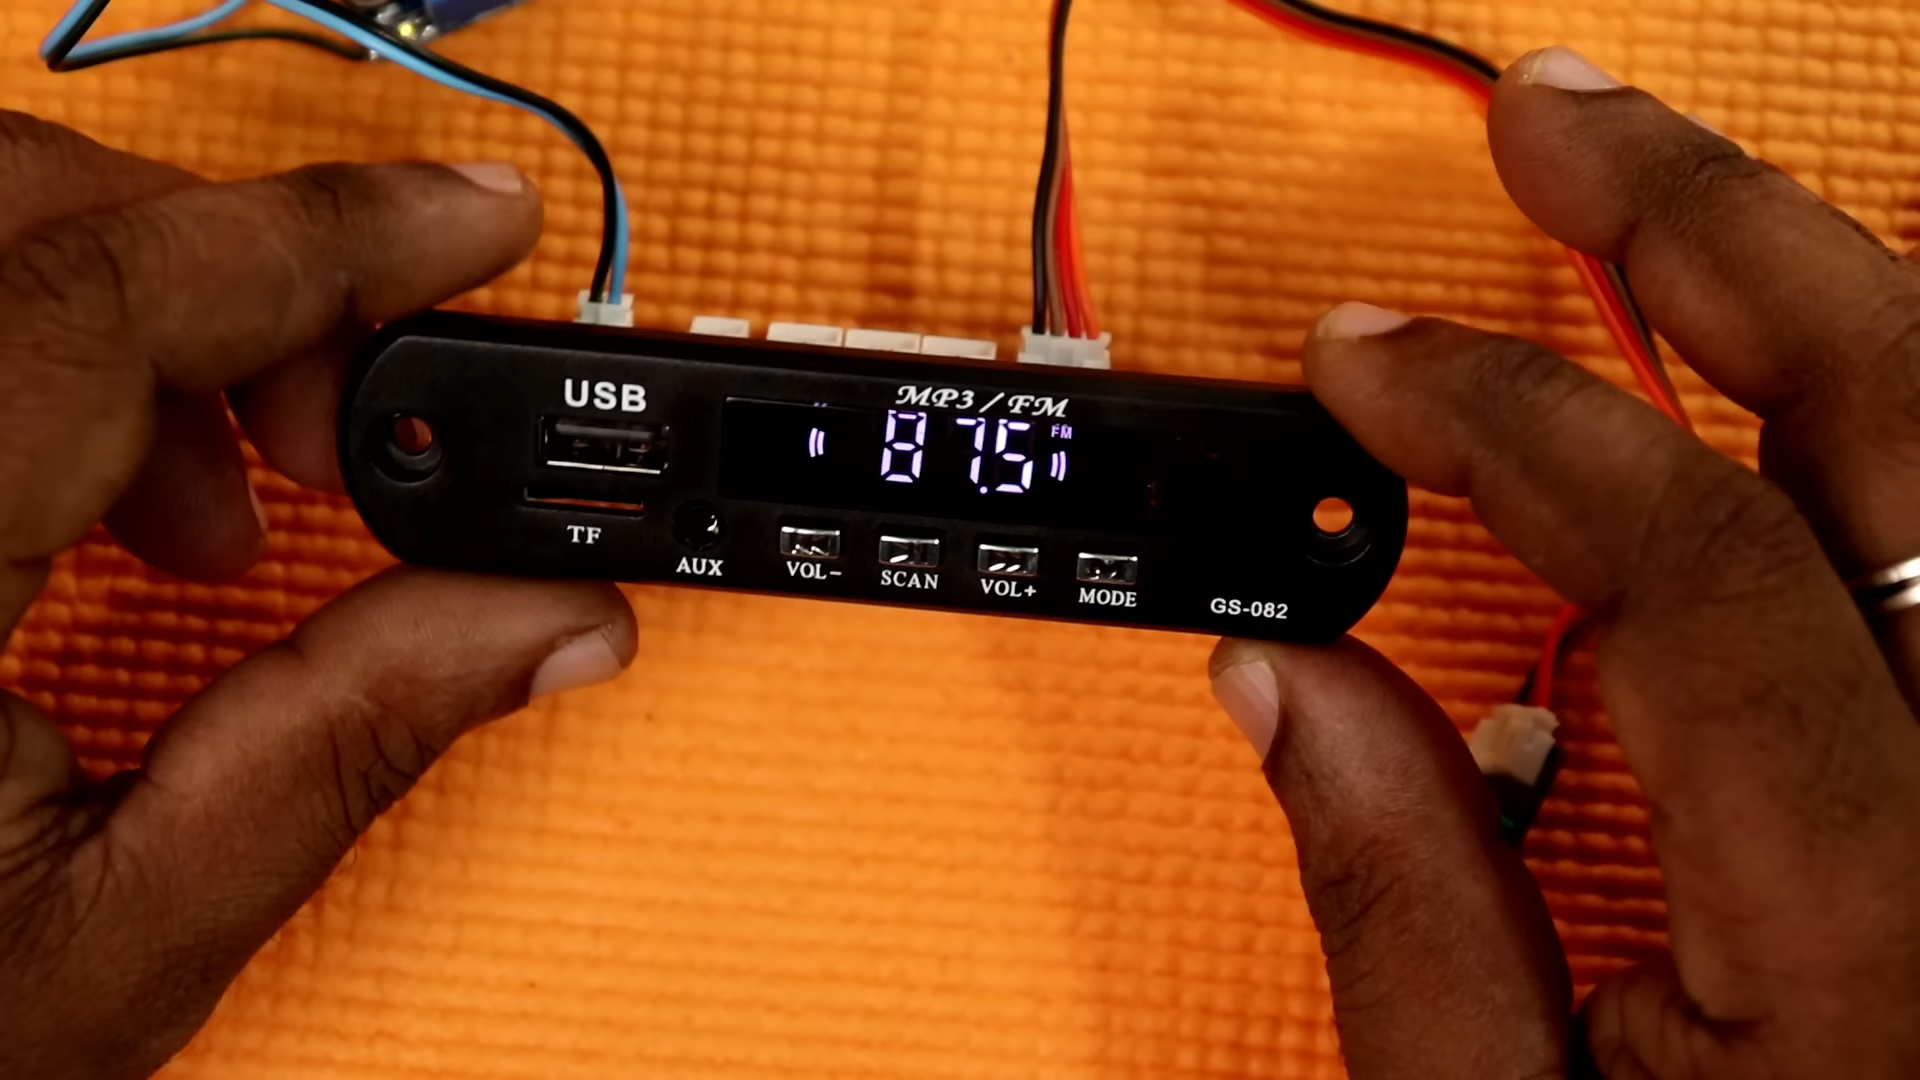 USB
MP3/FM
87.5
FM
TF
AUX
VOL-
SCAN
VOL+
MODE
GS-082